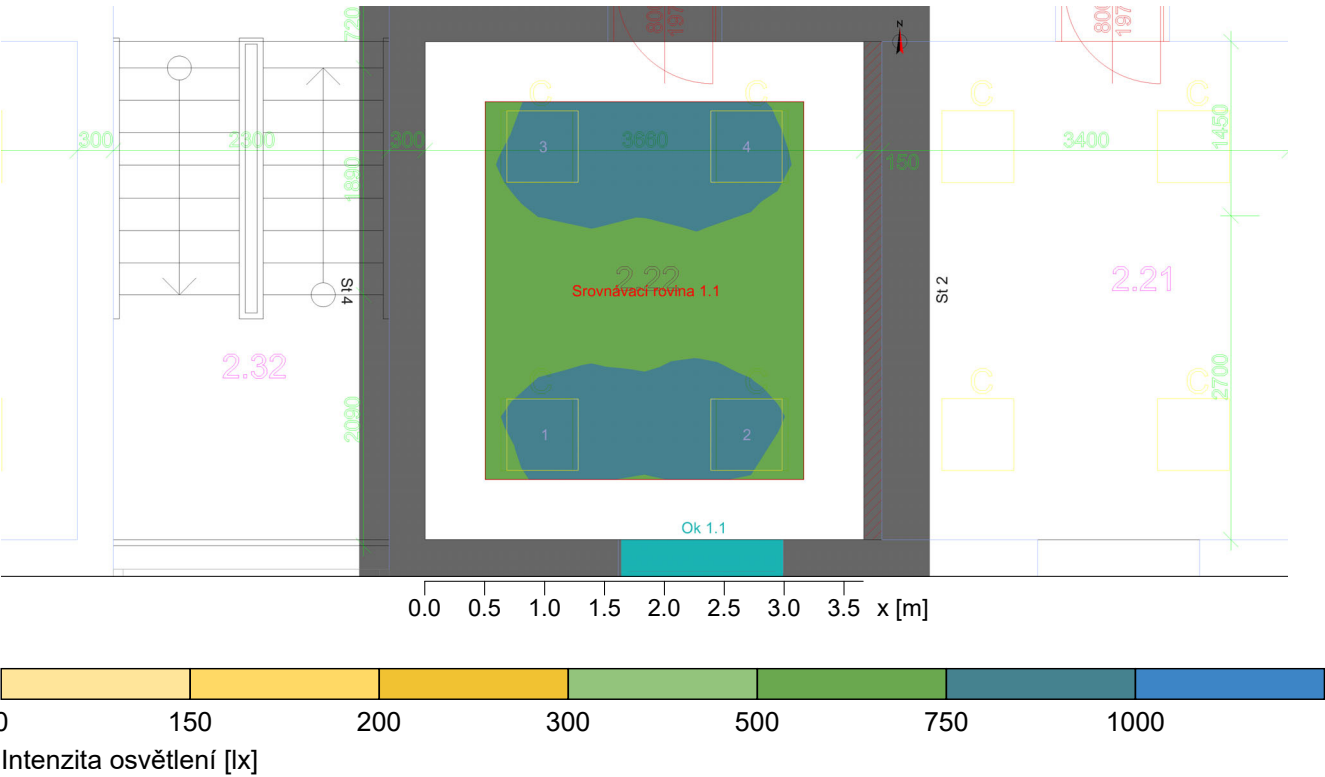 720
800
197
N
800
197
C
C
C
C
300
2300
300
3
3660
4
150
3400
1450
1890
2.22
Srovnávací rovina 1.1
St 4
St 2
2.21
2.32
C
C
2700
2090
1
2
Ok 1.1
0.0 0.5 1.0 1.5 2.0 2.5 3.0 3.5 x [m]
0 150 200 300 500 750 1000
Intenzita osvětlení [lx]